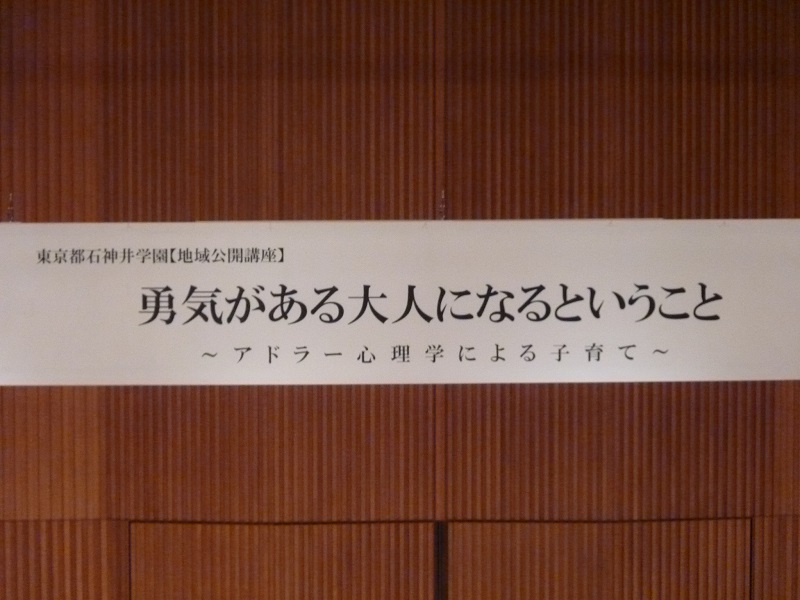 東京都石神井学園【地域公開講座】
勇気がある大人になるということ
～アドラー心理学による子育て～